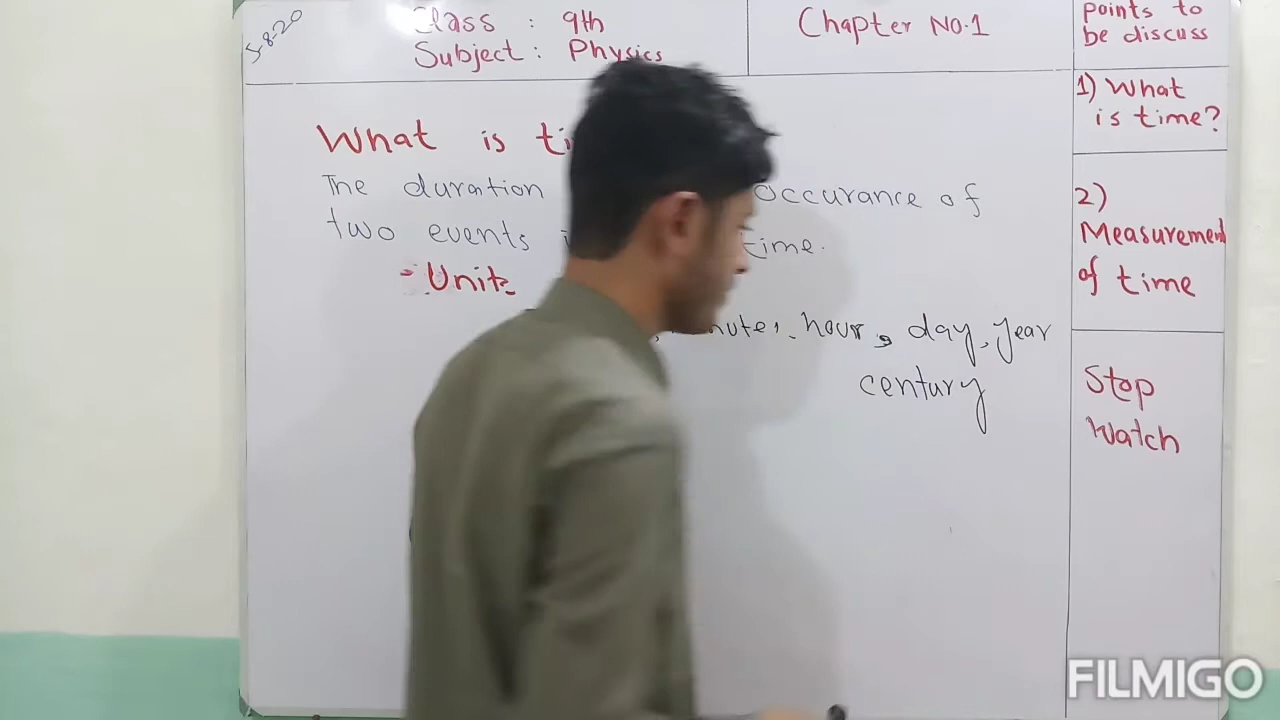 5-8-20
Class : 9th
Subject : Physics
Chapter No.1
points to
be discuss
1) What
is time?
2)
Measurement
of time
Stop
Watch
What is
The duration occurance of
two events time.
Unit
hour, day, year
century
FILMIGO